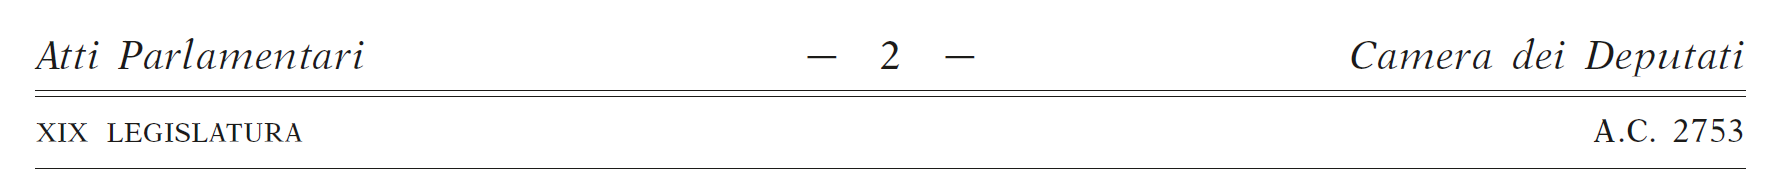 Atti Parlamentari — 2 — Camera dei Deputati
XIX LEGISLATURA A.C. 2753